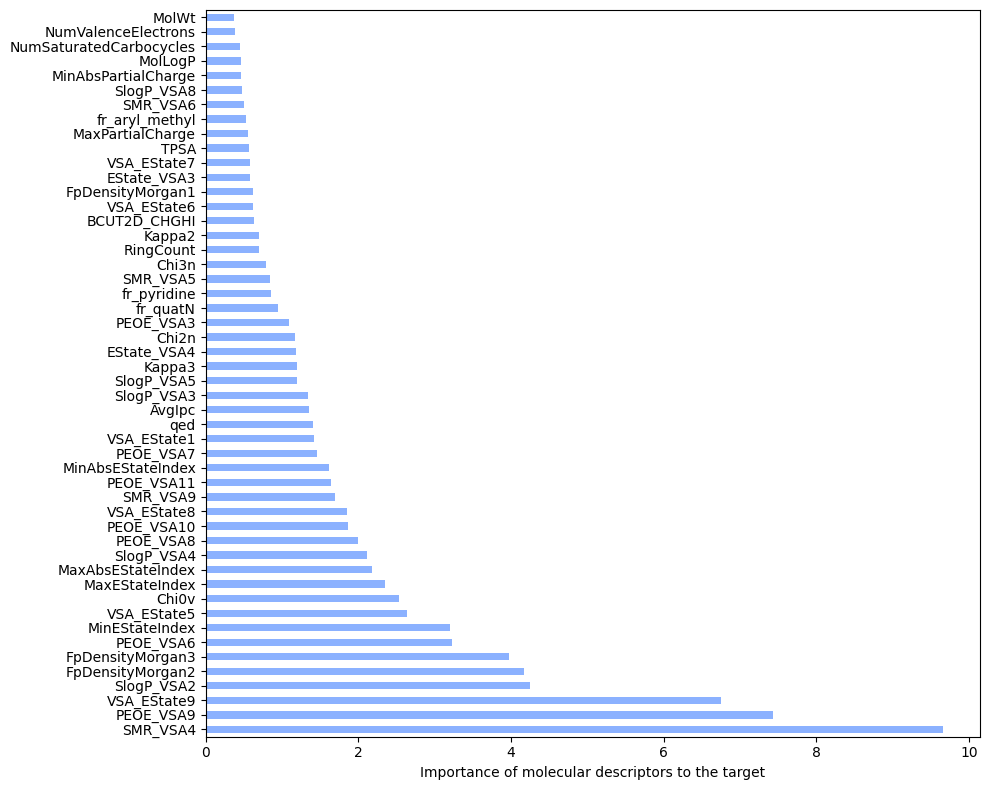 MolWt
NumValenceElectrons
NumSaturatedCarbocycles
MolLogP
MinAbsPartialCharge
SlogP_VSA8
SMR_VSA6
fr_aryl_methyl
MaxPartialCharge
TPSA
VSA_EState7
EState_VSA3
FpDensityMorgan1
VSA_EState6
BCUT2D_CHGHI
Kappa2
RingCount
Chi3n
SMR_VSA5
fr_pyridine
fr_quatN
PEOE_VSA3
Chi2n
EState_VSA4
Kappa3
SlogP_VSA5
SlogP_VSA3
AvgIpc
qed
VSA_EState1
PEOE_VSA7
MinAbsEStateIndex
PEOE_VSA11
SMR_VSA9
VSA_EState8
PEOE_VSA10
PEOE_VSA8
SlogP_VSA4
MaxAbsEStateIndex
MaxEStateIndex
Chi0v
VSA_EState5
MinEStateIndex
PEOE_VSA6
FpDensityMorgan3
FpDensityMorgan2
SlogP_VSA2
VSA_EState9
PEOE_VSA9
SMR_VSA4
0 2 4 6 8 10
Importance of molecular descriptors to the target